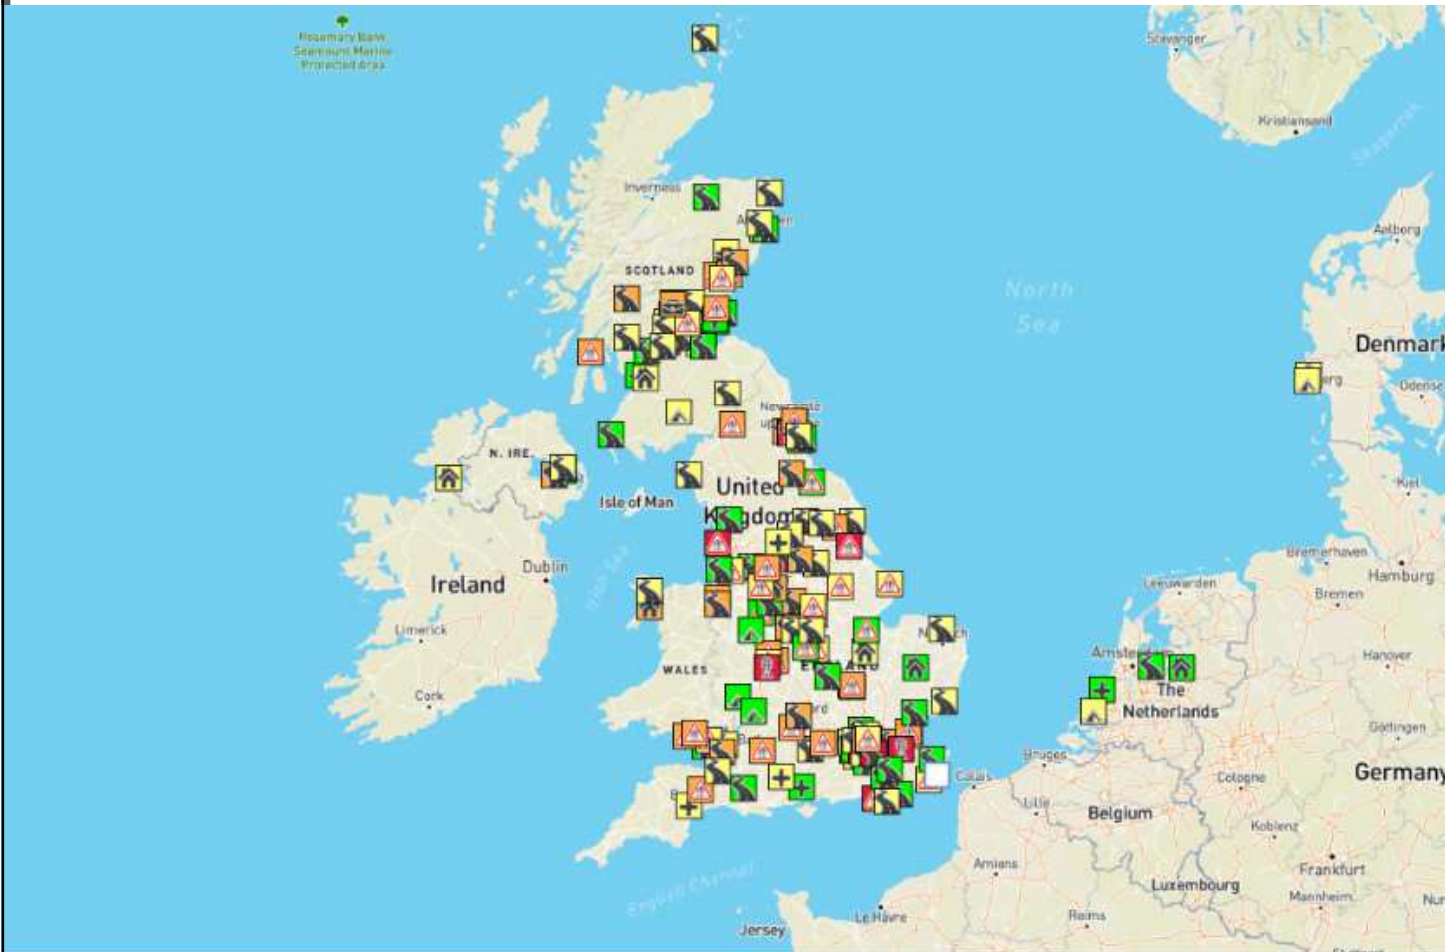 Rosemary Bank
Seamount Marine
Protected Area
Stavanger
Kristiansand
Skagerrak
Inverness
Aalborg
SCOTLAND
North
Sea
Denmark
Odense
N. IRE.
Isle of Man
United
Kingdom
Kiel
Dublin
Bremerhaven
Hamburg
Ireland
Leeuwarden
Bremen
Limerick
Hanover
WALES
The
Netherlands
Cork
Göttingen
Bruges
Calais
Cologne
Germany
Lille
Belgium
Koblenz
Amiens
Frankfurt
Luxembourg
English Channel
Mannheim
Le Havre
Reims
Jersey